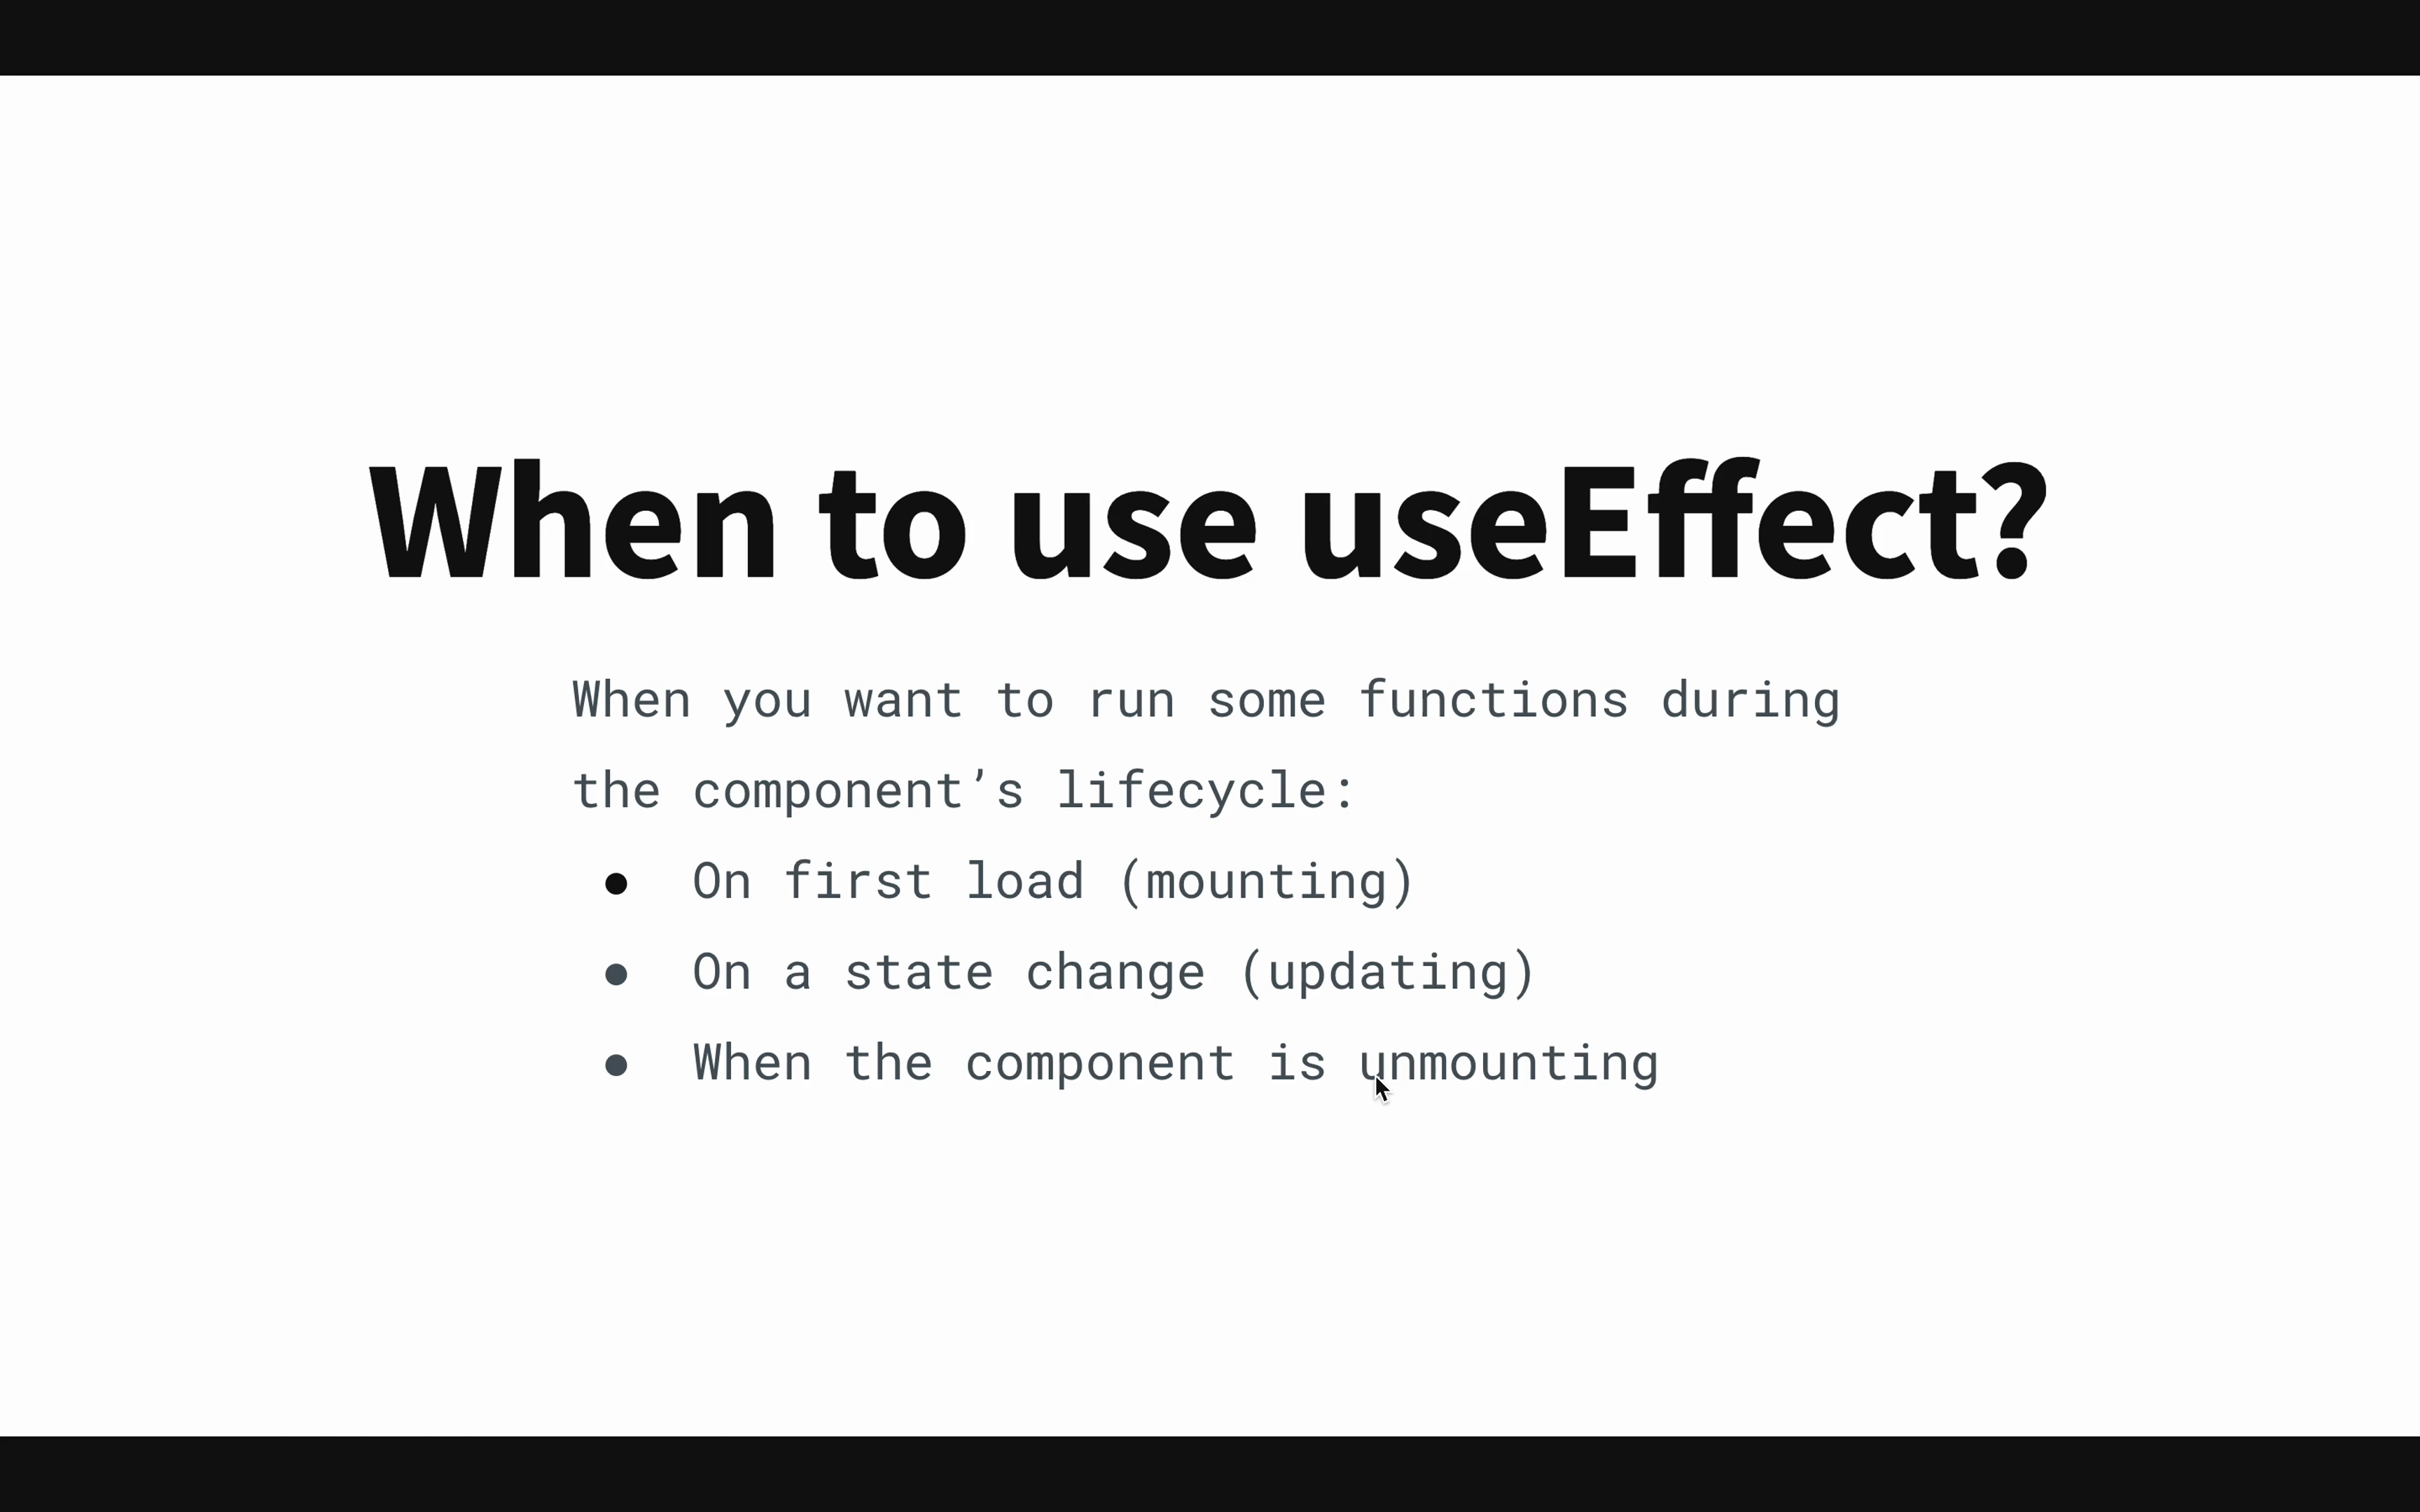 When to use useEffect?
When you want to run some functions during
the component’s lifecycle:
● On first load (mounting)
● On a state change (updating)
● When the component is unmounting